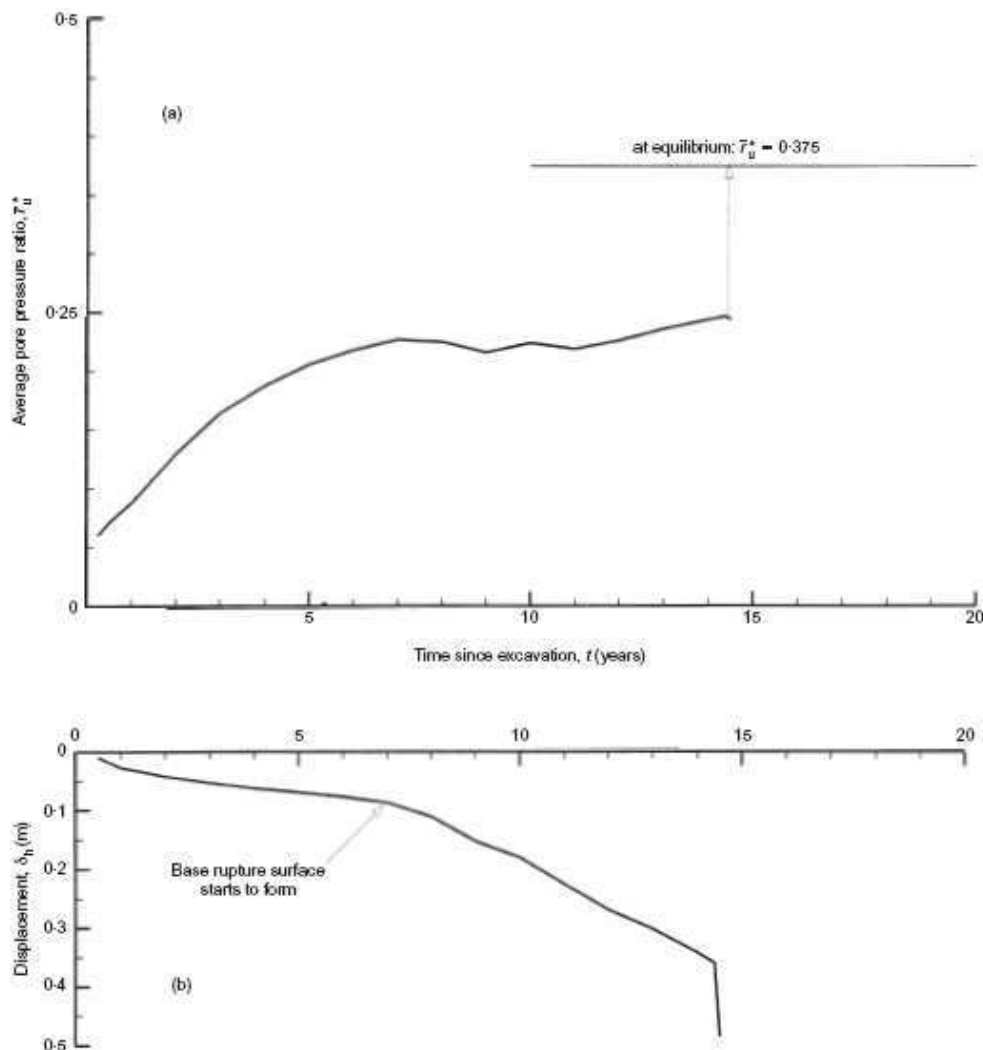 0·5
(a)
at equilibrium: r̄*u = 0·375
Average pore pressure ratio, r̄*u
0·25
0
5
10
15
20
Time since excavation, t (years)
0
5
10
15
20
0
0·1
0·2
0·3
0·4
0·5
Displacement, δh (m)
Base rupture surface
starts to form
(b)